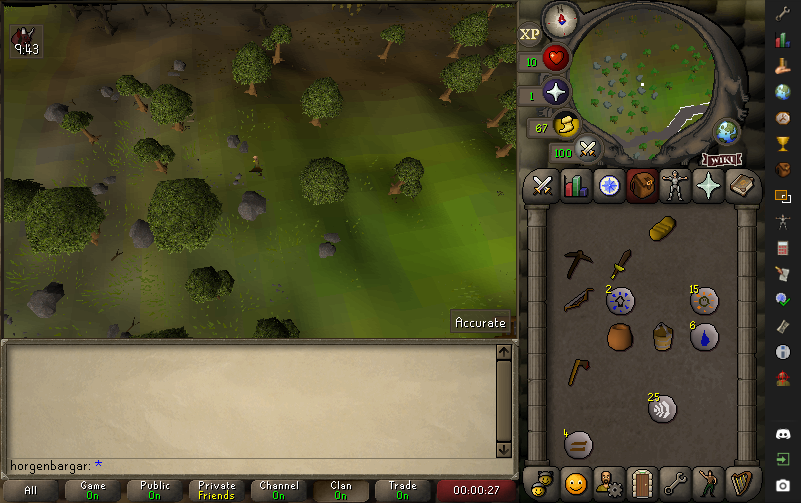 9:43
XP
10
1
67
100
WIKI
2
15
6
25
4
Accurate
horgenbargar: *
All
Game
On
Public
On
Private
Friends
Channel
On
Clan
On
Trade
On
00:00:27